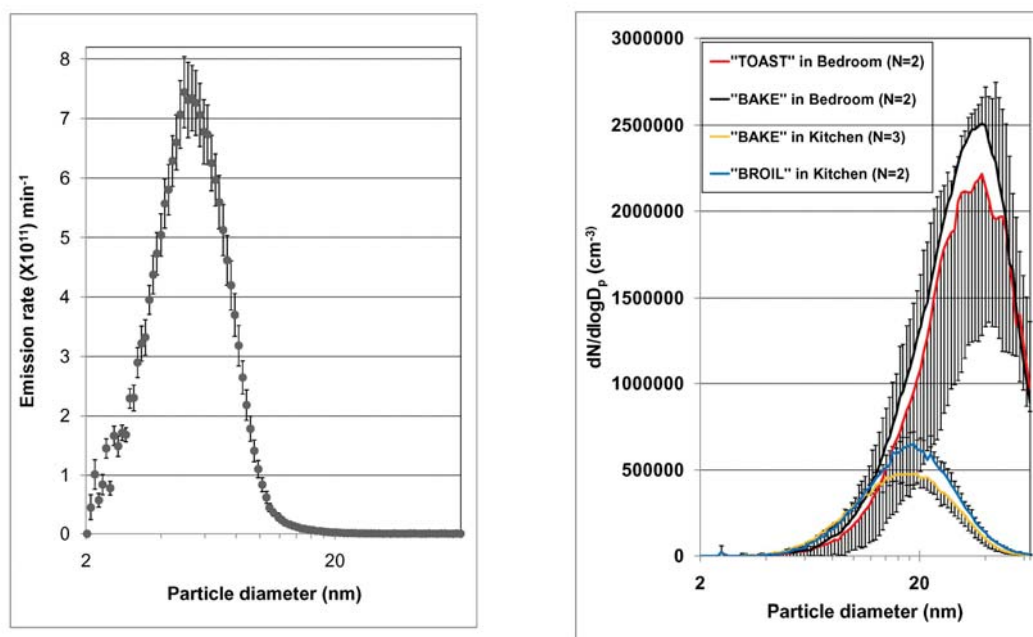 8
7
6
5
4
3
2
1
0
2
20
Emission rate (X10¹¹) min⁻¹
Particle diameter (nm)
3000000
2500000
2000000
1500000
1000000
500000
0
2
20
dN/dlogDₚ (cm⁻³)
"TOAST" in Bedroom (N=2)
"BAKE" in Bedroom (N=2)
"BAKE" in Kitchen (N=3)
"BROIL" in Kitchen (N=2)
Particle diameter (nm)